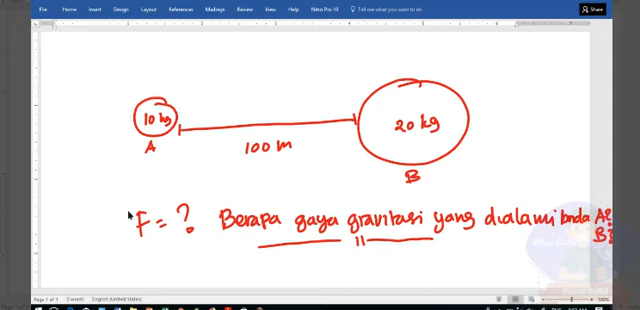 File Home Insert Design Layout References Mailings Review View Nitro Pro 10 Tell me what you want to do Share
10 kg
20 kg
A
100 m
B
F = ? Berapa gaya gravitasi yang dialami benda A?
B?
Page 1 of 1 0 words English (United States)